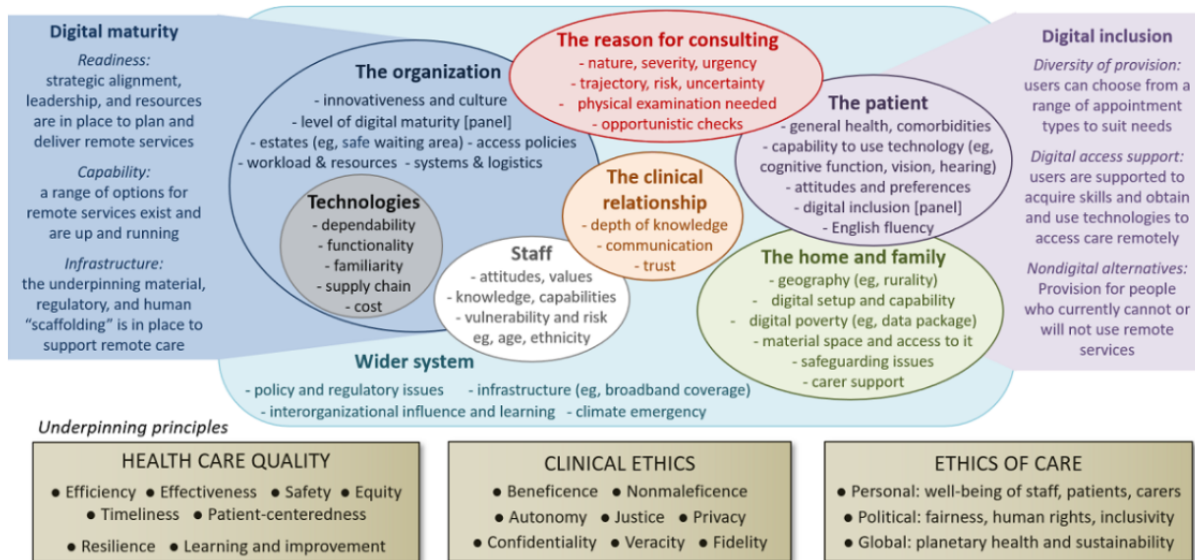 Digital maturity
Readiness:
strategic alignment,
leadership, and resources
are in place to plan and
deliver remote services
Capability:
a range of options for
remote services exist and
are up and running
Infrastructure:
the underpinning material,
regulatory, and human
“scaffolding” is in place to
support remote care
The organization
- innovativeness and culture
- level of digital maturity [panel]
- estates (eg, safe waiting area) - access policies
- workload & resources - systems & logistics
Technologies
- dependability
- functionality
- familiarity
- supply chain
- cost
The reason for consulting
- nature, severity, urgency
- trajectory, risk, uncertainty
- physical examination needed
- opportunistic checks
The clinical
relationship
- depth of knowledge
- communication
- trust
Staff
- attitudes, values
- knowledge, capabilities
- vulnerability and risk
eg, age, ethnicity
The patient
- general health, comorbidities
- capability to use technology (eg,
cognitive function, vision, hearing)
- attitudes and preferences
- digital inclusion [panel]
- English fluency
The home and family
- geography (eg, rurality)
- digital setup and capability
- digital poverty (eg, data package)
- material space and access to it
- safeguarding issues
- carer support
Wider system
- policy and regulatory issues - infrastructure (eg, broadband coverage)
- interorganizational influence and learning - climate emergency
Digital inclusion
Diversity of provision:
users can choose from a
range of appointment
types to suit needs
Digital access support:
users are supported to
acquire skills and obtain
and use technologies to
access care remotely
Nondigital alternatives:
Provision for people
who currently cannot or
will not use remote
services
Underpinning principles
HEALTH CARE QUALITY
● Efficiency ● Effectiveness ● Safety ● Equity
● Timeliness ● Patient-centeredness
● Resilience ● Learning and improvement
CLINICAL ETHICS
● Beneficence ● Nonmaleficence
● Autonomy ● Justice ● Privacy
● Confidentiality ● Veracity ● Fidelity
ETHICS OF CARE
● Personal: well-being of staff, patients, carers
● Political: fairness, human rights, inclusivity
● Global: planetary health and sustainability